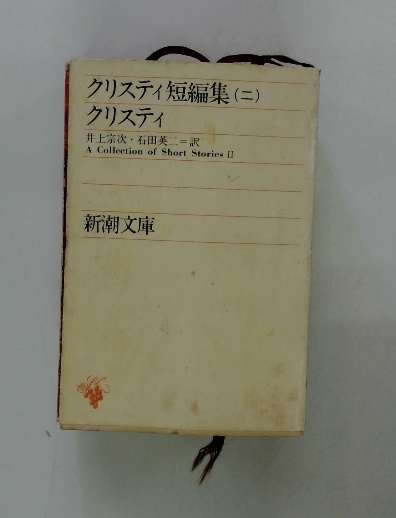 クリスティ短編集(二)
クリスティ
井上宗次・石田英二=訳
A Collection of Short Stories II
新潮文庫